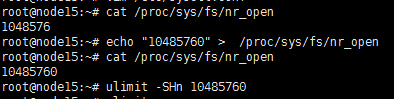 root@node15:~# cat /proc/sys/fs/nr_open
1048576
root@node15:~# echo "10485760" > /proc/sys/fs/nr_open
root@node15:~# cat /proc/sys/fs/nr_open
10485760
root@node15:~# ulimit -SHn 10485760